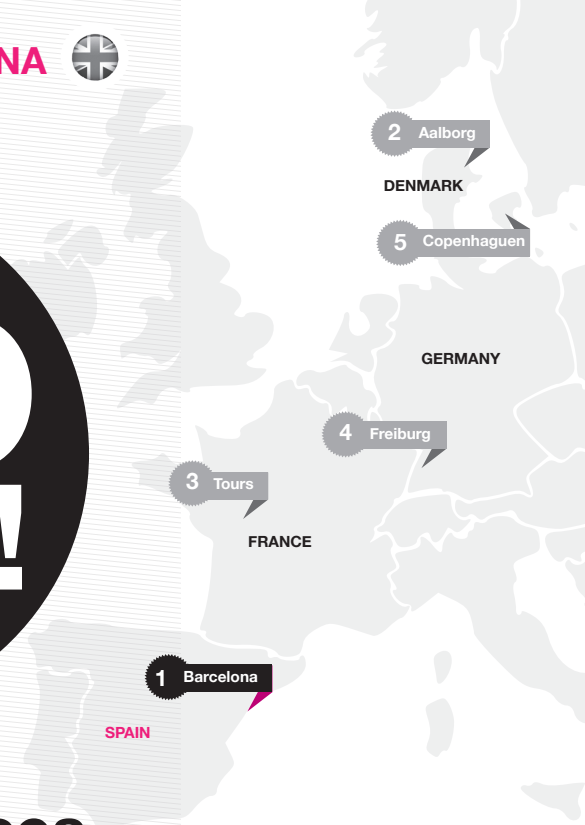 NA
2 Aalborg
DENMARK
5 Copenhaguen
GERMANY
4 Freiburg
3 Tours
FRANCE
1 Barcelona
SPAIN